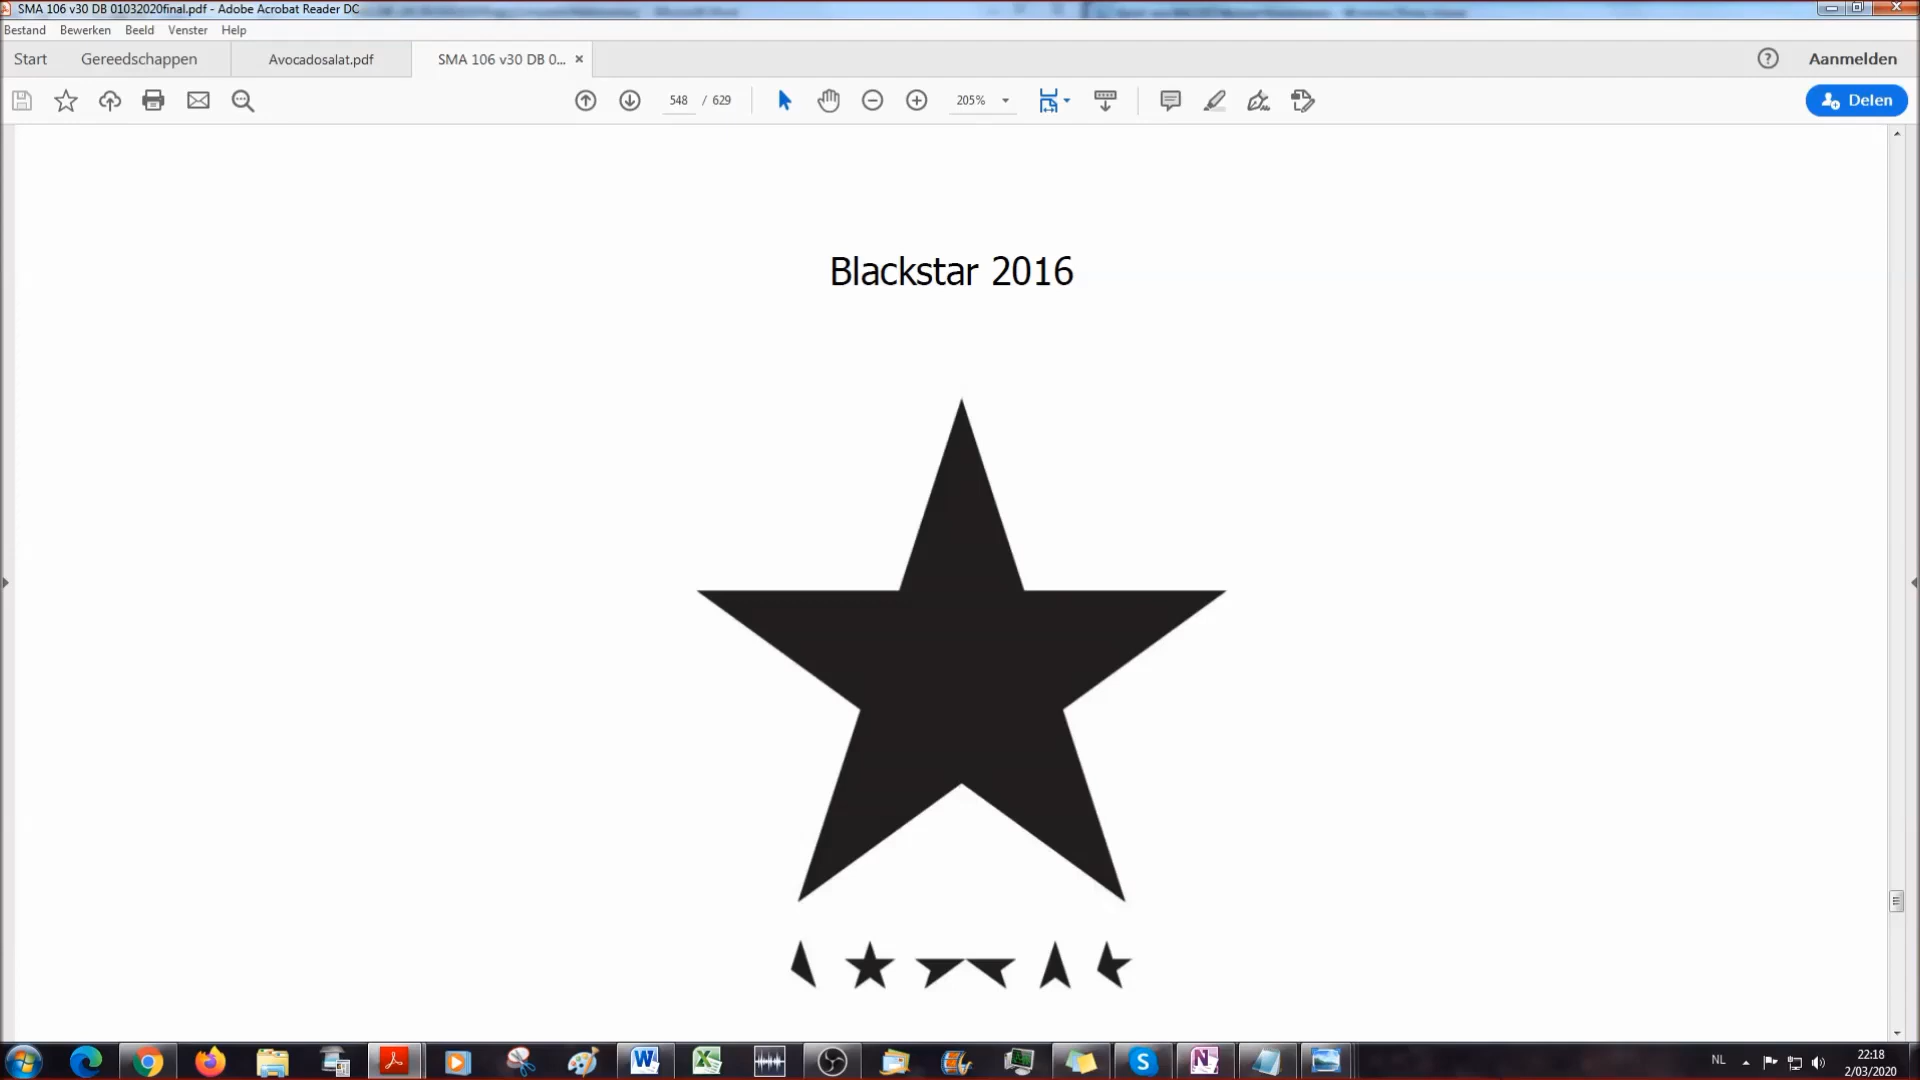 SMA 106 v30 DB 01032020final.pdf - Adobe Acrobat Reader DC
Bestand Bewerken Beeld Venster Help
Start Gereedschappen Avocadosalat.pdf SMA 106 v30 DB 0... Aanmelden
548 / 629 205% Delen
Blackstar 2016
NL 22:18
2/03/2020